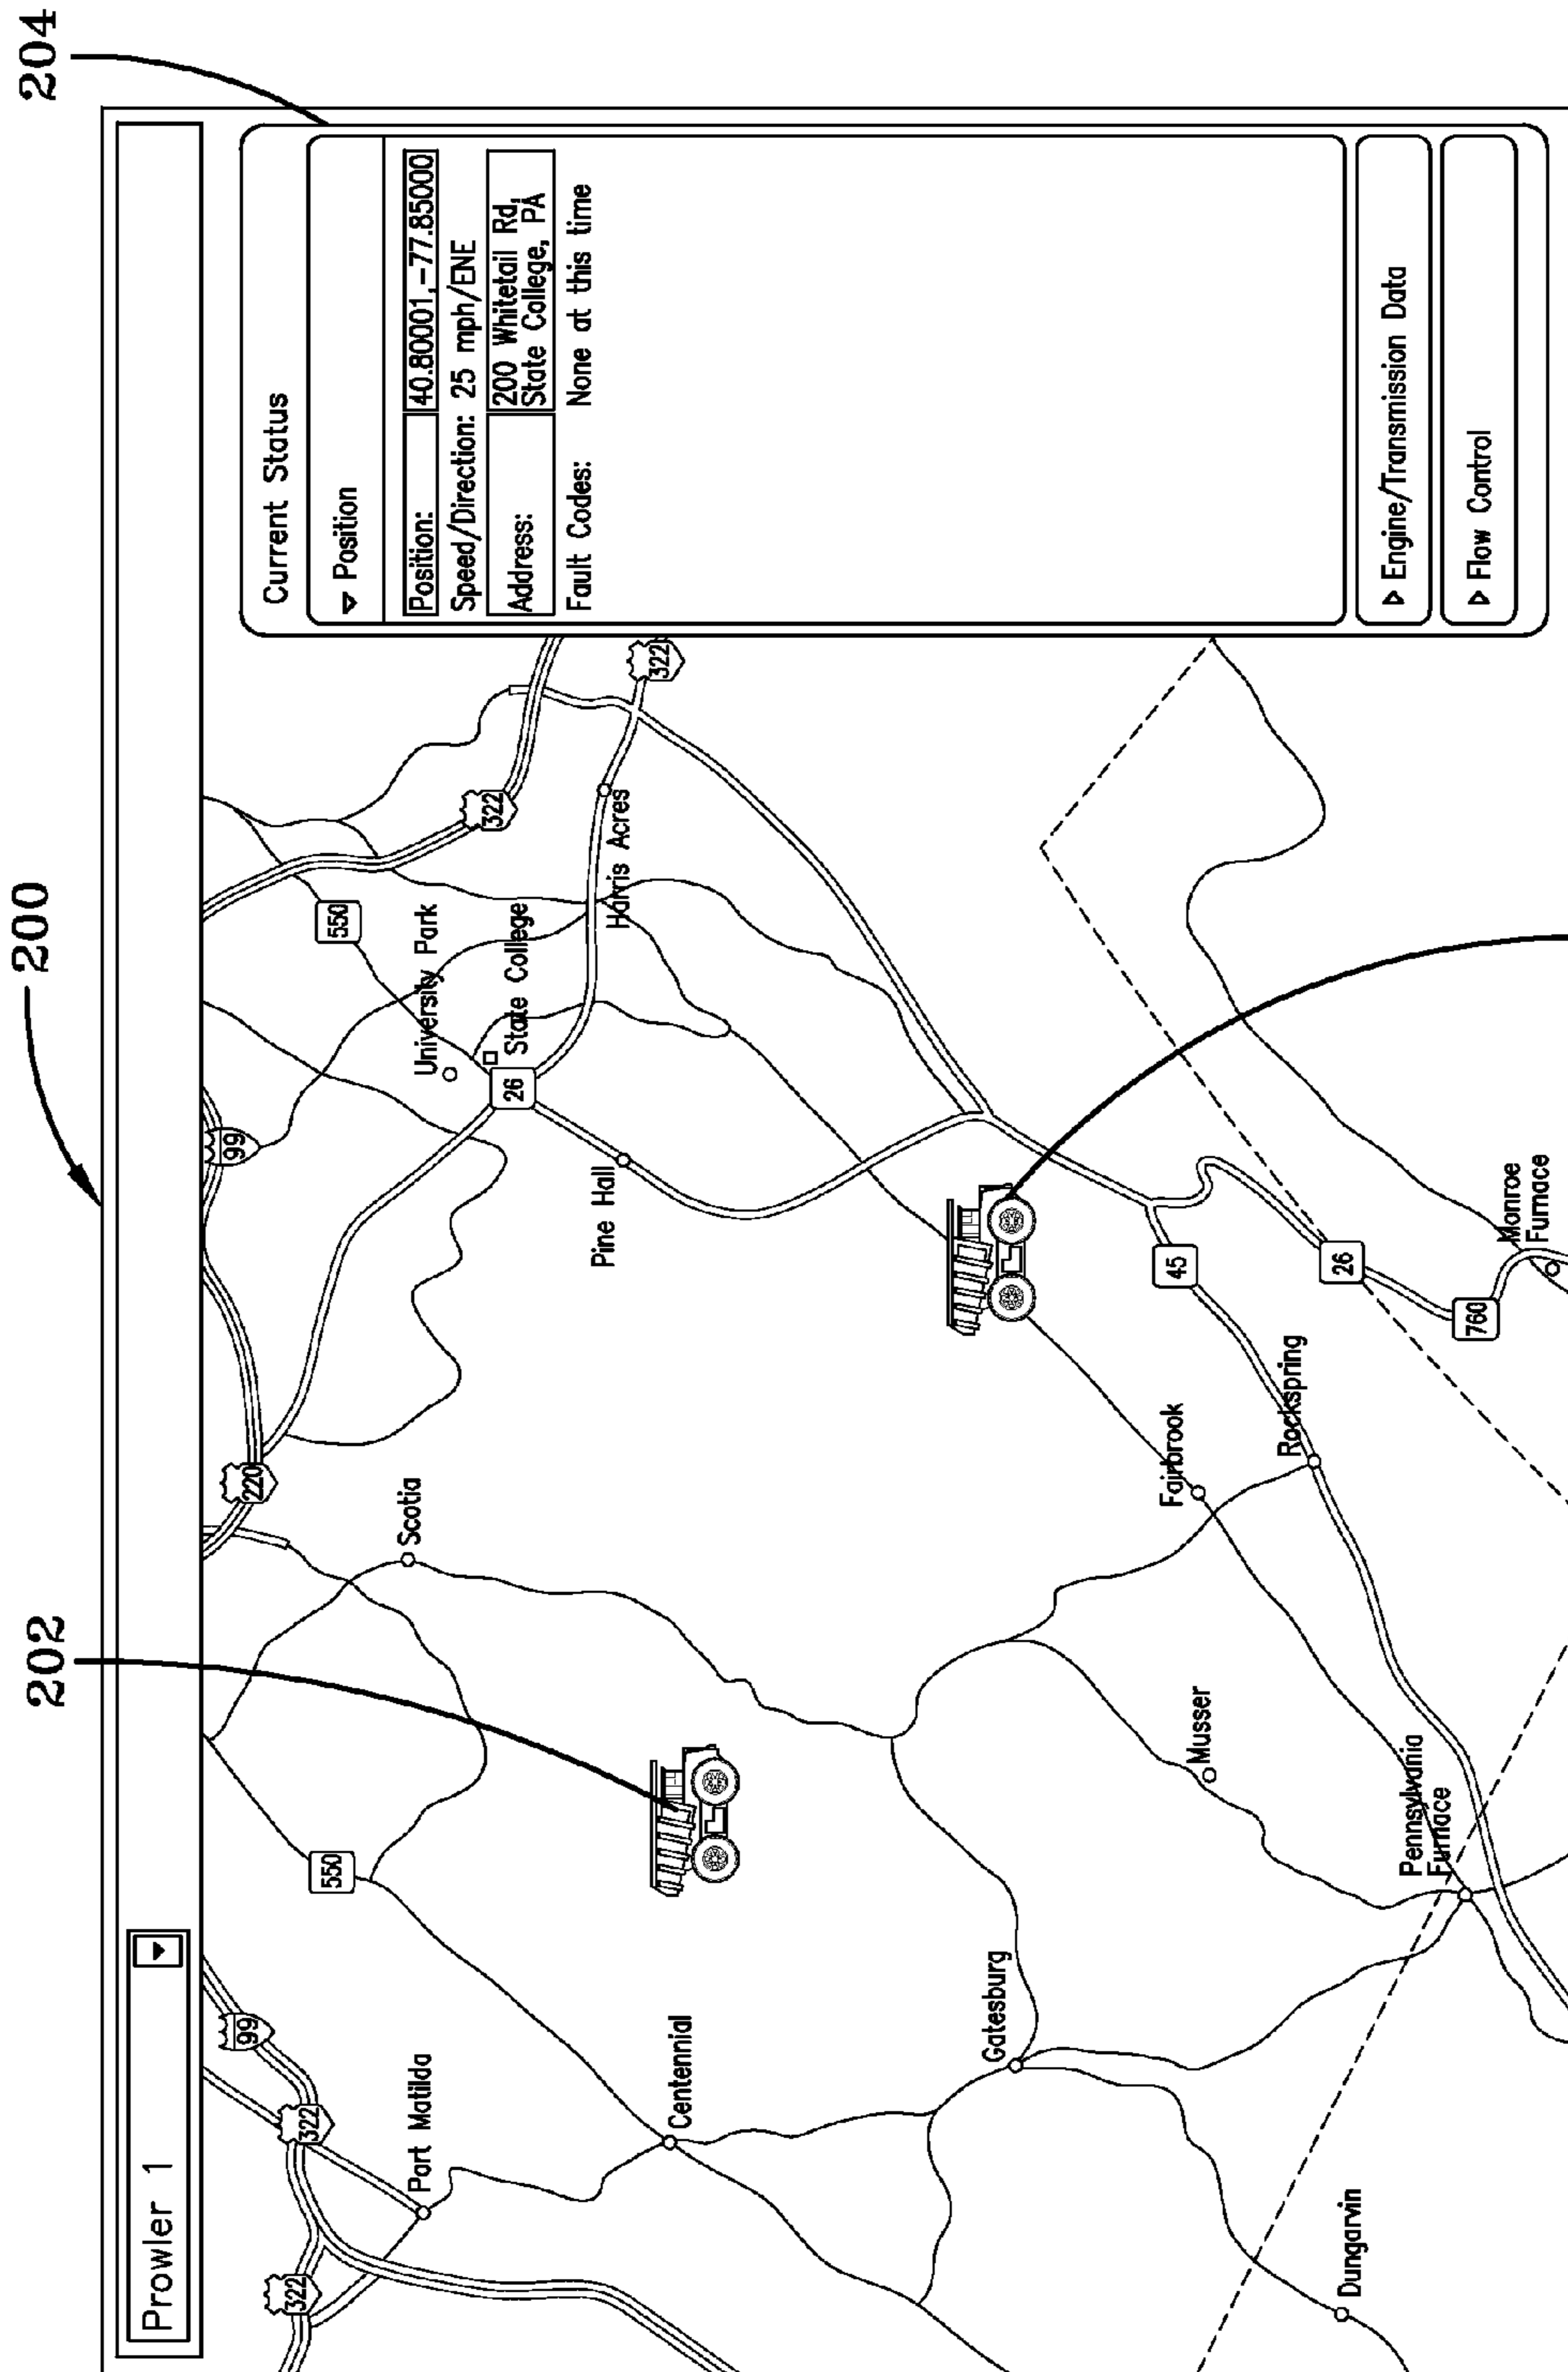 200
202
204
Prowler 1
Current Status
Position
Position: 40.80001,-77.85000
Speed/Direction: 25 mph/ENE
Address: 200 Whitetail Rd,
State College, PA
Fault Codes: None at this time
Engine/Transmission Data
Flow Control
322
322
99
220
99
550
322
322
550
26
45
26
760
Port Matilda
Centennial
Scotia
University Park
State College
Harris Acres
Pine Hall
Gatesburg
Musser
Fairbrook
Rockspring
Pennsylvania
Furnace
Dungarvin
Monroe
Furnace